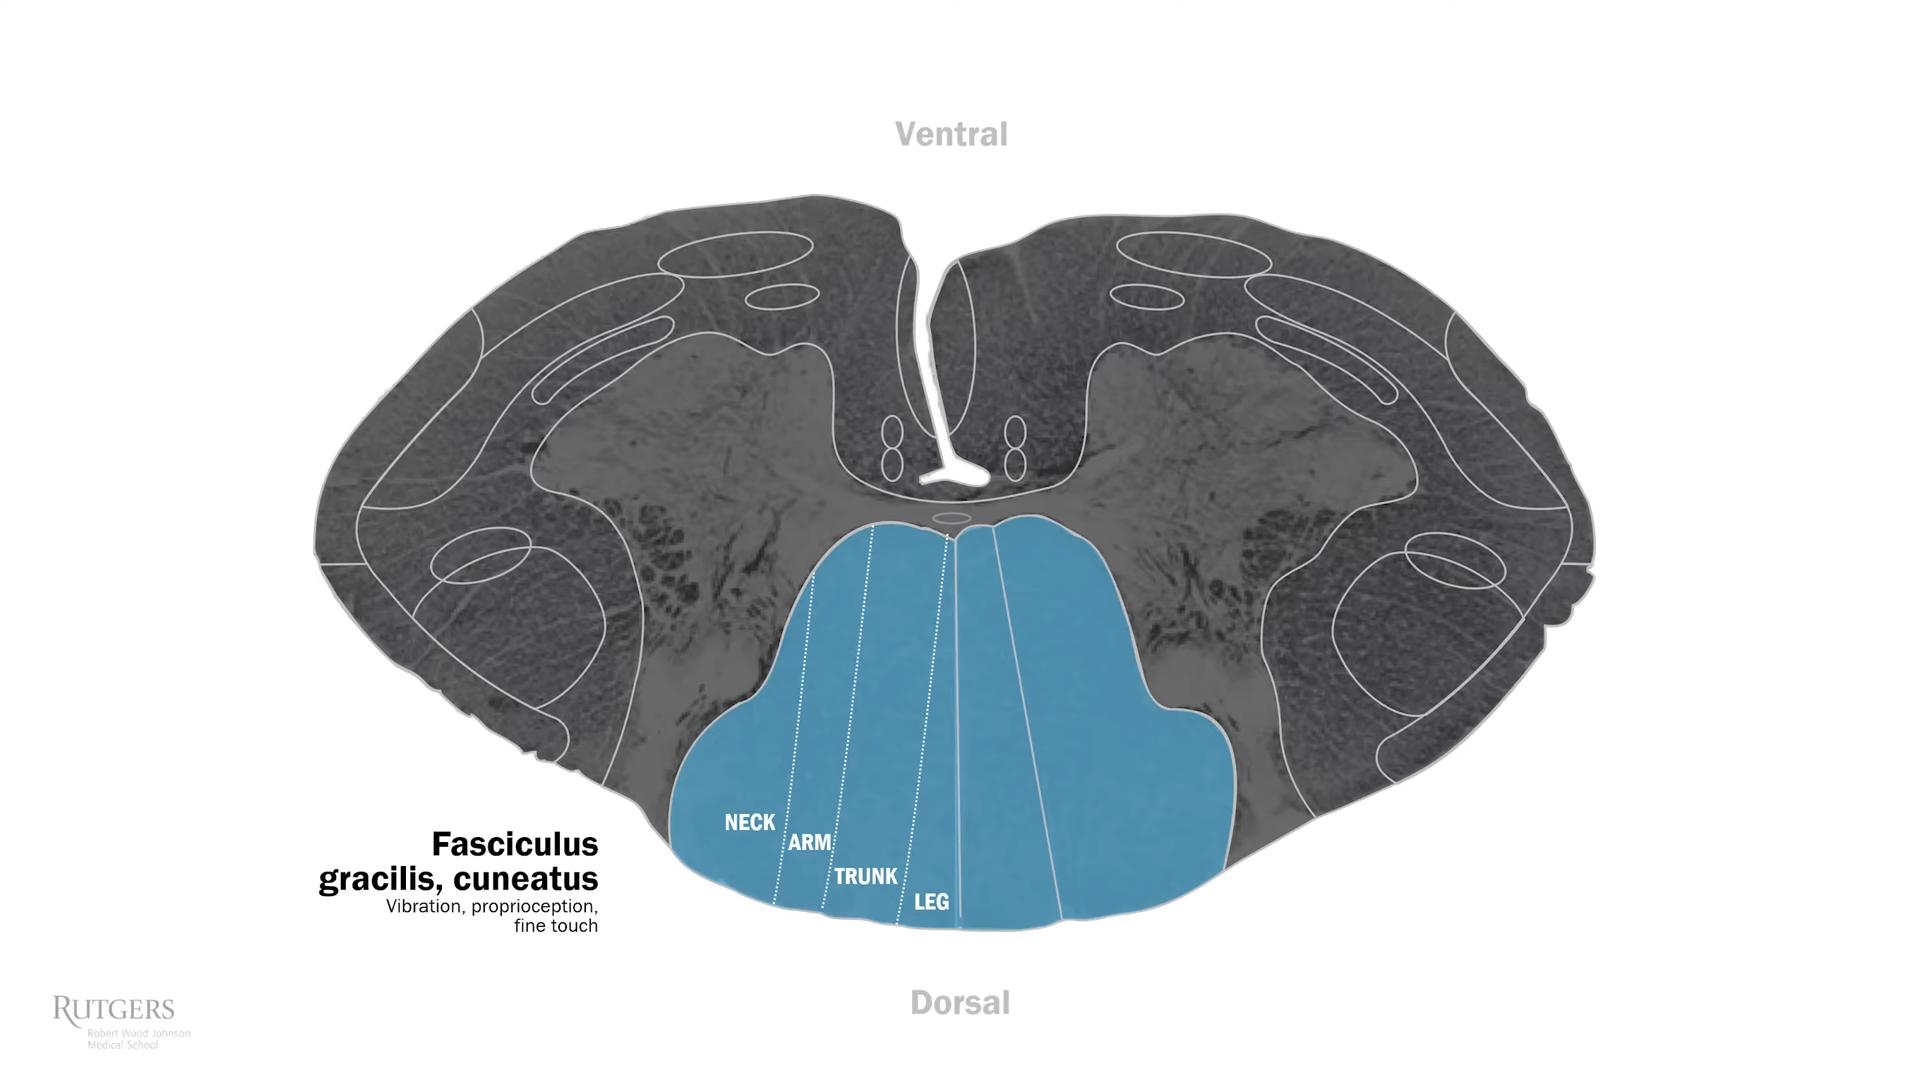 Ventral
NECK
ARM
TRUNK
LEG
Fasciculus
gracilis, cuneatus
Vibration, proprioception,
fine touch
Dorsal
RUTGERS
Robert Wood Johnson
Medical School